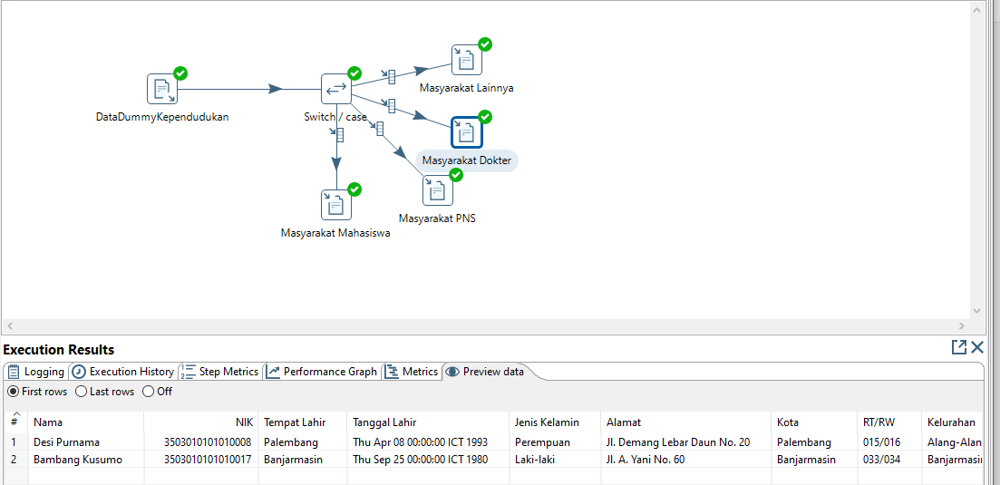 Masyarakat Lainnya
DataDummyKependudukan
Switch / case
Masyarakat Dokter
Masyarakat PNS
Masyarakat Mahasiswa
Execution Results
Logging Execution History Step Metrics Performance Graph Metrics Preview data
First rows Last rows Off
# Nama NIK Tempat Lahir Tanggal Lahir Jenis Kelamin Alamat Kota RT/RW Kelurahan
1 Desi Purnama 3503010101010008 Palembang Thu Apr 08 00:00:00 ICT 1993 Perempuan Jl. Demang Lebar Daun No. 20 Palembang 015/016 Alang-Alan
2 Bambang Kusumo 3503010101010017 Banjarmasin Thu Sep 25 00:00:00 ICT 1980 Laki-laki Jl. A. Yani No. 60 Banjarmasin 033/034 Banjarmasi